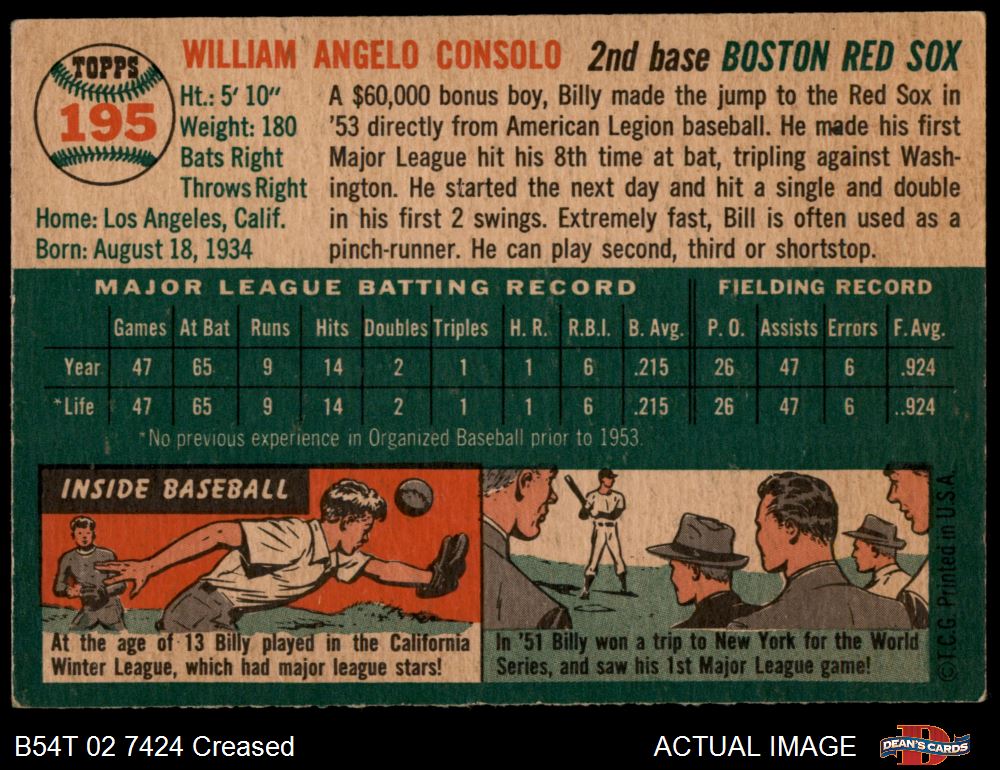 TOPPS
195
WILLIAM ANGELO CONSOLO 2nd base BOSTON RED SOX
Ht.: 5' 10"
Weight: 180
Bats Right
Throws Right
Home: Los Angeles, Calif.
Born: August 18, 1934
A $60,000 bonus boy, Billy made the jump to the Red Sox in
'53 directly from American Legion baseball. He made his first
Major League hit his 8th time at bat, tripling against Wash-
ington. He started the next day and hit a single and double
in his first 2 swings. Extremely fast, Bill is often used as a
pinch-runner. He can play second, third or shortstop.
MAJOR LEAGUE BATTING RECORD FIELDING RECORD
Games At Bat Runs Hits Doubles Triples H. R. R.B.I. B. Avg. P. O. Assists Errors F. Avg.
Year 47 65 9 14 2 1 1 6 .215 26 47 6 .924
*Life 47 65 9 14 2 1 1 6 .215 26 47 6 ..924
*No previous experience in Organized Baseball prior to 1953.
INSIDE BASEBALL
At the age of 13 Billy played in the California
Winter League, which had major league stars!
In '51 Billy won a trip to New York for the World
Series, and saw his 1st Major League game!
©T.C.G. Printed in U.S.A.
B54T 02 7424 Creased
ACTUAL IMAGE
D
DEAN'S CARDS